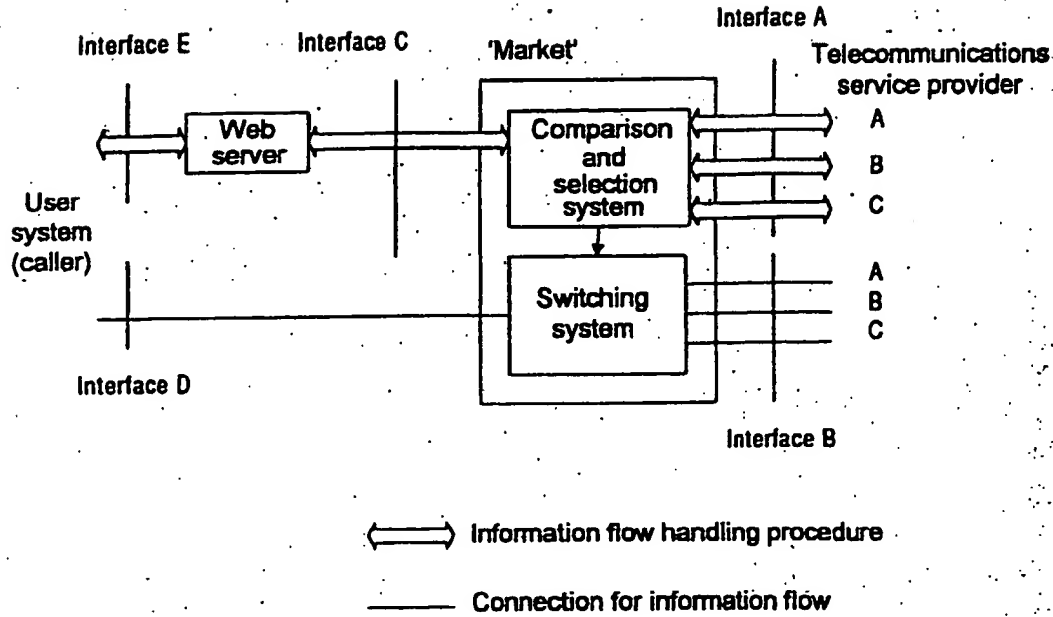 Interface A
Interface E
Interface C
'Market'
Telecommunications
service provider
Web
server
Comparison
and
selection
system
A
B
C
User
system
(caller)
Switching
system
A
B
C
Interface D
Interface B
Information flow handling procedure
Connection for information flow